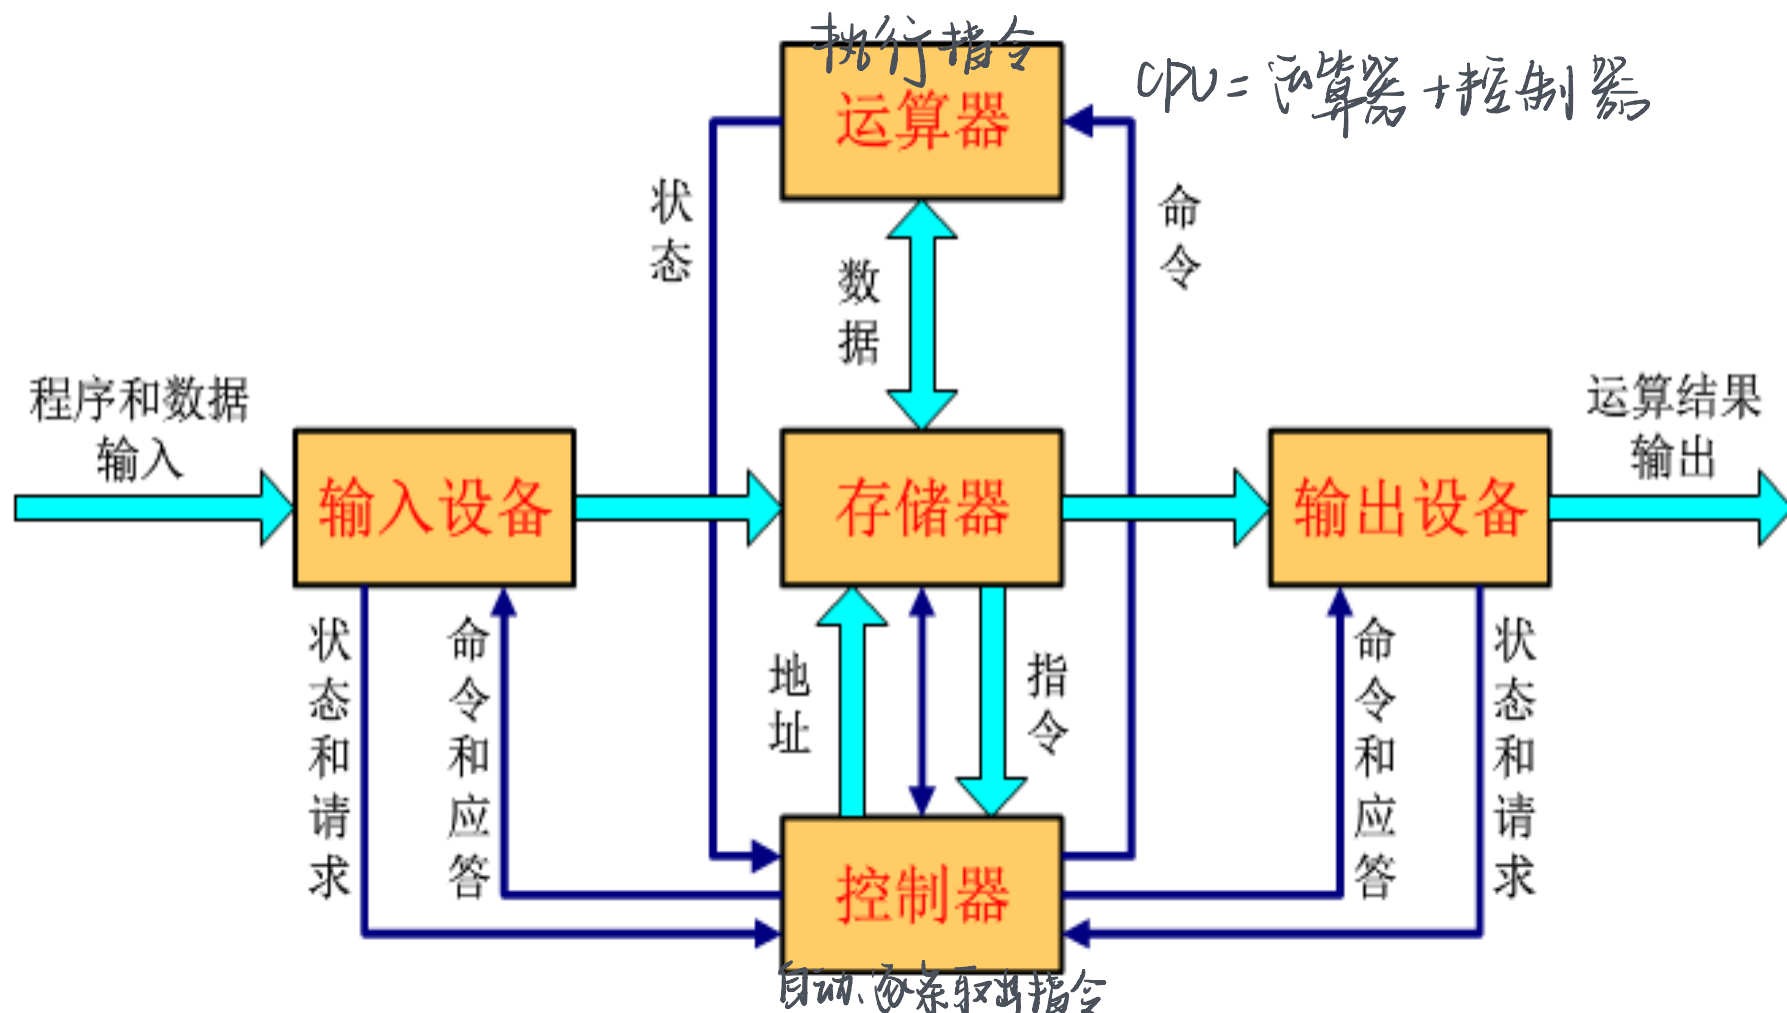 执行指令
运算器
CPU=运算器+控制器
状态
命令
数据
程序和数据
输入
运算结果
输出
输入设备
存储器
输出设备
状态和请求
命令和应答
地址
指令
命令和应答
状态和请求
控制器
自动、逐条取出指令